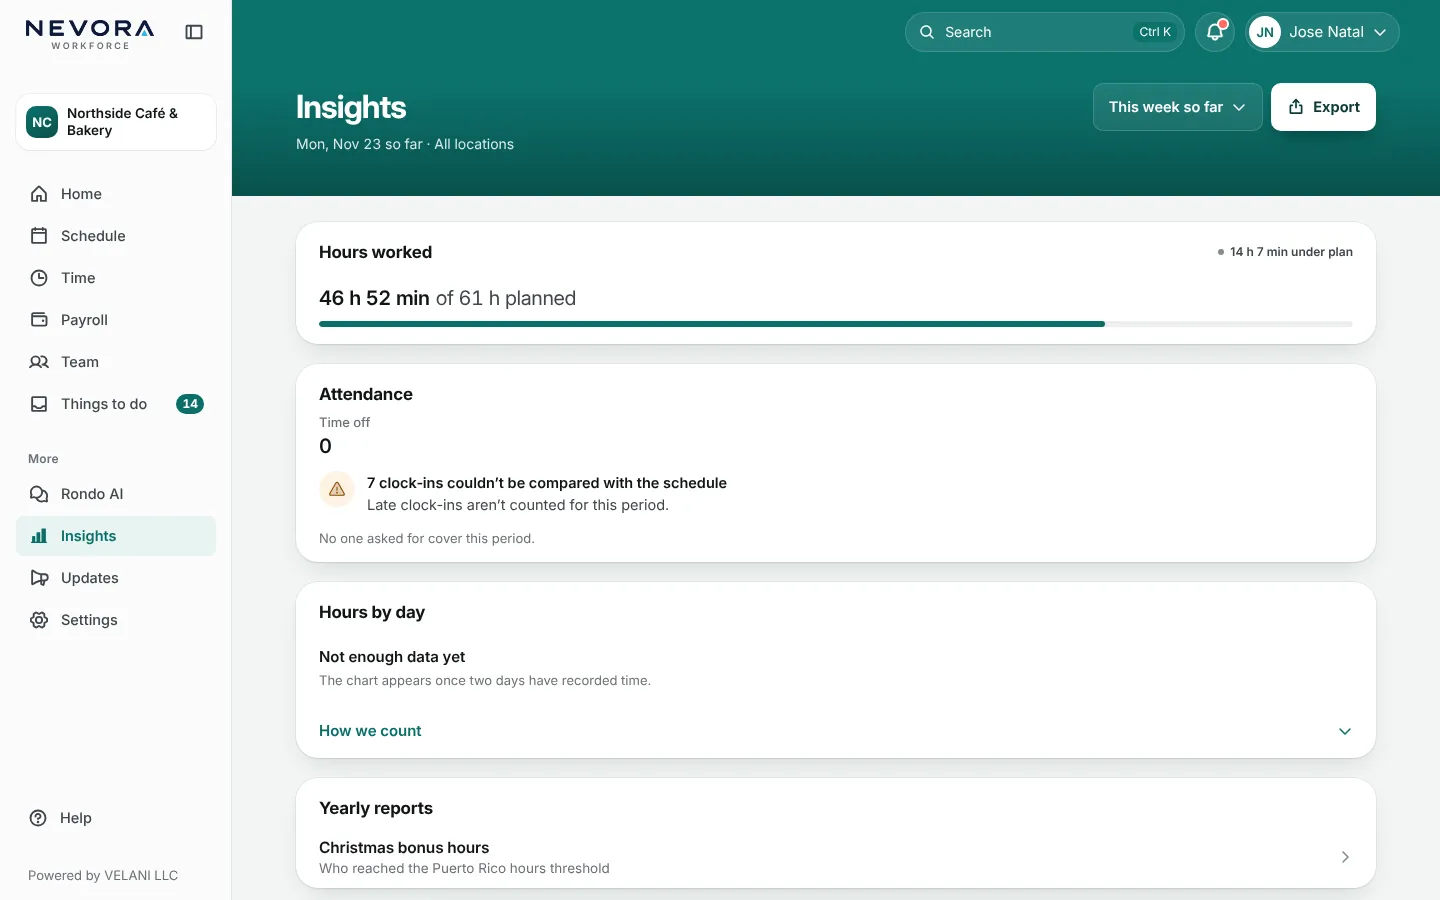 NEVORA
WORKFORCE
Search
Ctrl K
JN
Jose Natal
NC
Northside Café &
Bakery
Home
Schedule
Time
Payroll
Team
Things to do
14
More
Rondo AI
Insights
Updates
Settings
Help
Powered by VELANI LLC
Insights
Mon, Nov 23 so far · All locations
This week so far
Export
Hours worked
14 h 7 min under plan
46 h 52 min of 61 h planned
Attendance
Time off
0
7 clock-ins couldn’t be compared with the schedule
Late clock-ins aren’t counted for this period.
No one asked for cover this period.
Hours by day
Not enough data yet
The chart appears once two days have recorded time.
How we count
Yearly reports
Christmas bonus hours
Who reached the Puerto Rico hours threshold